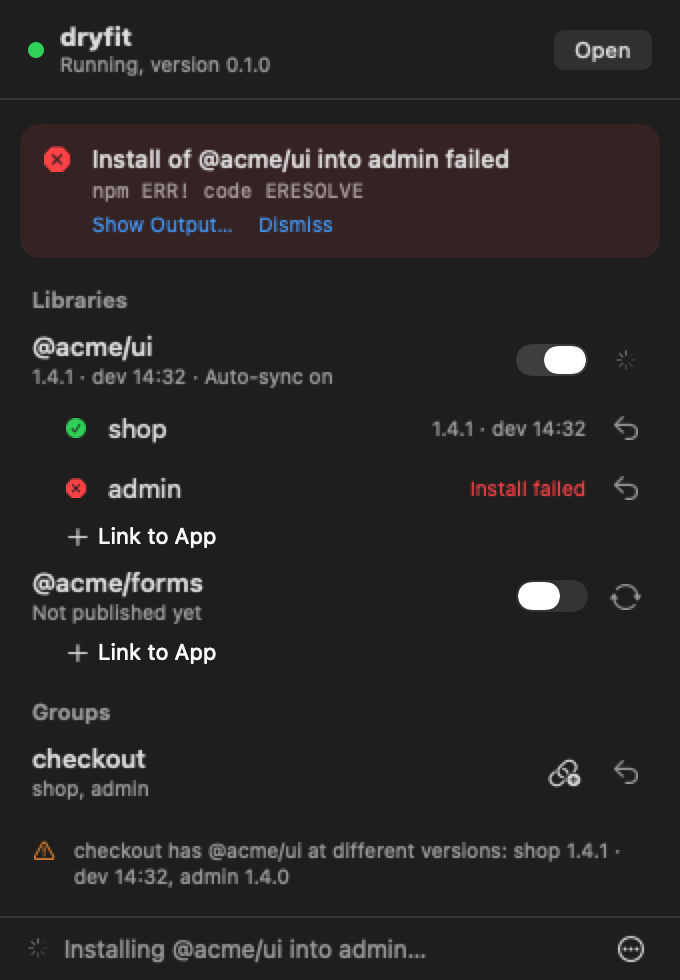 dryfit
Running, version 0.1.0
Open
Install of @acme/ui into admin failed
npm ERR! code ERESOLVE
Show Output... Dismiss
Libraries
@acme/ui
1.4.1 · dev 14:32 · Auto-sync on
shop 1.4.1 · dev 14:32
admin Install failed
Link to App
@acme/forms
Not published yet
Link to App
Groups
checkout
shop, admin
checkout has @acme/ui at different versions: shop 1.4.1 ·
dev 14:32, admin 1.4.0
Installing @acme/ui into admin...